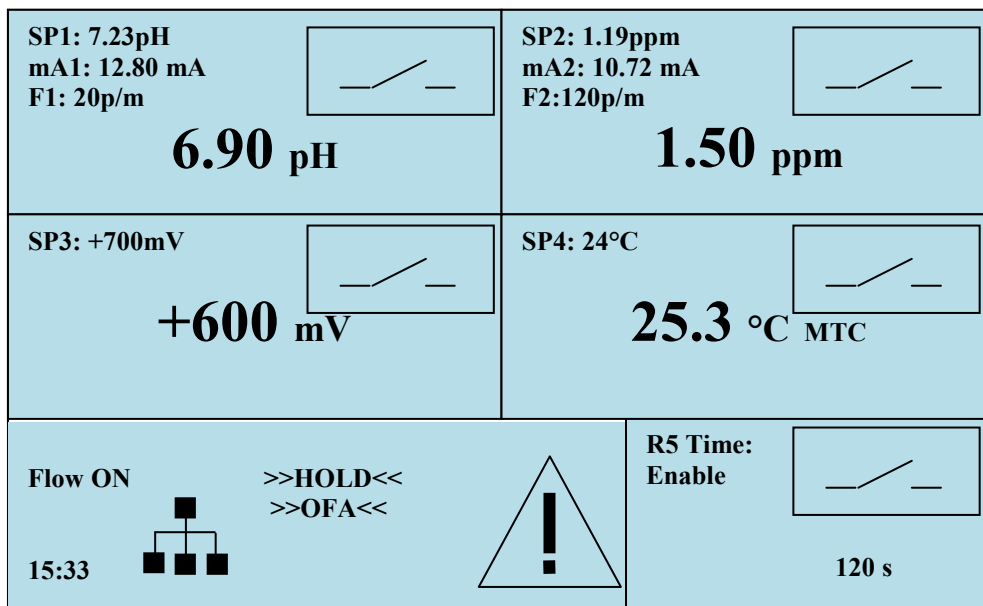 SP1: 7.23pH
mA1: 12.80 mA
F1: 20p/m
6.90 pH
SP2: 1.19ppm
mA2: 10.72 mA
F2:120p/m
1.50 ppm
SP3: +700mV
+600 mV
SP4: 24°C
25.3 °C MTC
Flow ON
>>HOLD<<
>>OFA<<
15:33
R5 Time:
Enable
120 s